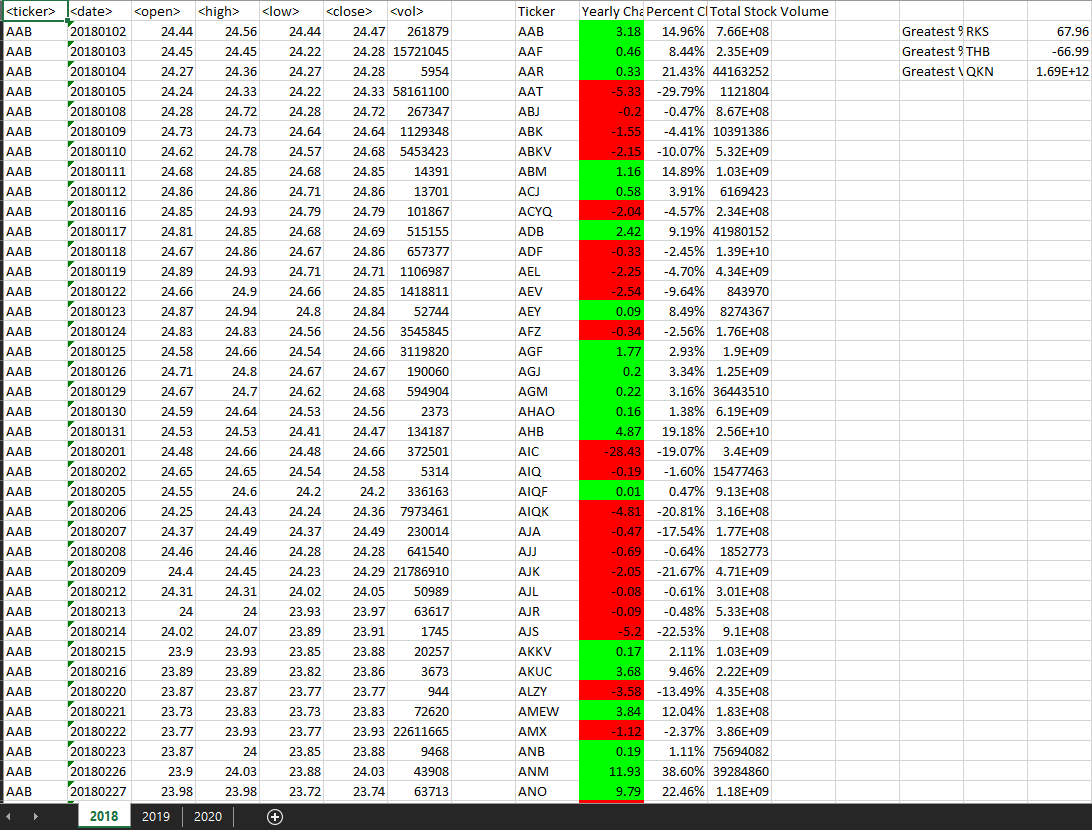 <ticker> <date> <open> <high> <low> <close> <vol> Ticker Yearly Cha Percent Cl Total Stock Volume
AAB 20180102 24.44 24.56 24.44 24.47 261879 AAB 3.18 14.96% 7.66E+08 Greatest % RKS 67.96
AAB 20180103 24.45 24.45 24.22 24.28 15721045 AAF 0.46 8.44% 2.35E+09 Greatest % THB -66.99
AAB 20180104 24.27 24.36 24.27 24.28 5954 AAR 0.33 21.43% 44163252 Greatest V QKN 1.69E+12
AAB 20180105 24.24 24.33 24.22 24.33 58161100 AAT -5.33 -29.79% 1121804
AAB 20180108 24.28 24.72 24.28 24.72 267347 ABJ -0.2 -0.47% 8.67E+08
AAB 20180109 24.73 24.73 24.64 24.64 1129348 ABK -1.55 -4.41% 10391386
AAB 20180110 24.62 24.78 24.57 24.68 5453423 ABKV -2.15 -10.07% 5.32E+09
AAB 20180111 24.68 24.85 24.68 24.85 14391 ABM 1.16 14.89% 1.03E+09
AAB 20180112 24.86 24.86 24.71 24.86 13701 ACJ 0.58 3.91% 6169423
AAB 20180116 24.85 24.93 24.79 24.79 101867 ACYQ -2.04 -4.57% 2.34E+08
AAB 20180117 24.81 24.85 24.68 24.69 515155 ADB 2.42 9.19% 41980152
AAB 20180118 24.67 24.86 24.67 24.86 657377 ADF -0.33 -2.45% 1.39E+10
AAB 20180119 24.89 24.93 24.71 24.71 1106987 AEL -2.25 -4.70% 4.34E+09
AAB 20180122 24.66 24.9 24.66 24.85 1418811 AEV -2.54 -9.64% 843970
AAB 20180123 24.87 24.94 24.8 24.84 52744 AEY 0.09 8.49% 8274367
AAB 20180124 24.83 24.83 24.56 24.56 3545845 AFZ -0.34 -2.56% 1.76E+08
AAB 20180125 24.58 24.66 24.54 24.66 3119820 AGF 1.77 2.93% 1.9E+09
AAB 20180126 24.71 24.8 24.67 24.67 190060 AGJ 0.2 3.34% 1.25E+09
AAB 20180129 24.67 24.7 24.62 24.68 594904 AGM 0.22 3.16% 36443510
AAB 20180130 24.59 24.64 24.53 24.56 2373 AHAO 0.16 1.38% 6.19E+09
AAB 20180131 24.53 24.53 24.41 24.47 134187 AHB 4.87 19.18% 2.56E+10
AAB 20180201 24.48 24.66 24.48 24.66 372501 AIC -28.43 -19.07% 3.4E+09
AAB 20180202 24.65 24.65 24.54 24.58 5314 AIQ -0.19 -1.60% 15477463
AAB 20180205 24.55 24.6 24.2 24.2 336163 AIQF 0.01 0.47% 9.13E+08
AAB 20180206 24.25 24.43 24.24 24.36 7973461 AIQK -4.81 -20.81% 3.16E+08
AAB 20180207 24.37 24.49 24.37 24.49 230014 AJA -0.47 -17.54% 1.77E+08
AAB 20180208 24.46 24.46 24.28 24.28 641540 AJJ -0.69 -0.64% 1852773
AAB 20180209 24.4 24.45 24.23 24.29 21786910 AJK -2.05 -21.67% 4.71E+09
AAB 20180212 24.31 24.31 24.02 24.05 50989 AJL -0.08 -0.61% 3.01E+08
AAB 20180213 24 24 23.93 23.97 63617 AJR -0.09 -0.48% 5.33E+08
AAB 20180214 24.02 24.07 23.89 23.91 1745 AJS -5.2 -22.53% 9.1E+08
AAB 20180215 23.9 23.93 23.85 23.88 20257 AKKV 0.17 2.11% 1.03E+09
AAB 20180216 23.89 23.89 23.82 23.86 3673 AKUC 3.68 9.46% 2.22E+09
AAB 20180220 23.87 23.87 23.77 23.77 944 ALZY -3.58 -13.49% 4.35E+08
AAB 20180221 23.73 23.83 23.73 23.83 72620 AMEW 3.84 12.04% 1.83E+08
AAB 20180222 23.77 23.93 23.77 23.93 22611665 AMX -1.12 -2.37% 3.86E+09
AAB 20180223 23.87 24 23.85 23.88 9468 ANB 0.19 1.11% 75694082
AAB 20180226 23.9 24.03 23.88 24.03 43908 ANM 11.93 38.60% 39284860
AAB 20180227 23.98 23.98 23.72 23.74 63713 ANO 9.79 22.46% 1.18E+09
2018 2019 2020